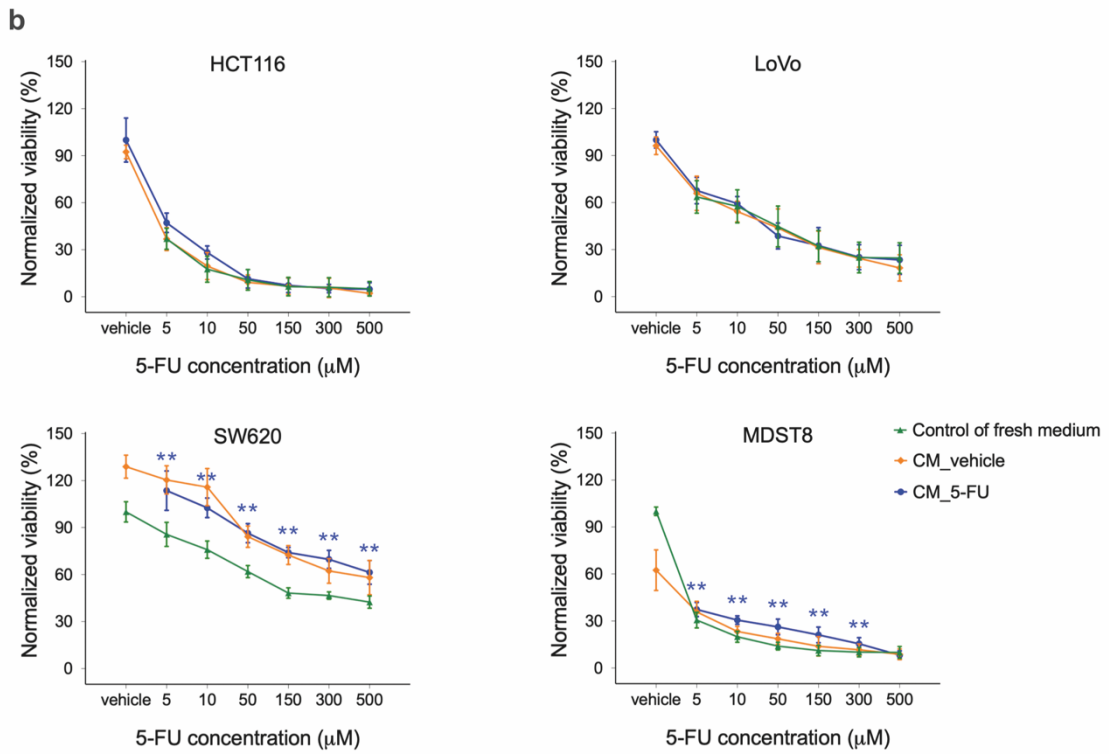 b
HCT116
Normalized viability (%)
150
120
90
60
30
0
vehicle 5 10 50 150 300 500
5-FU concentration (μM)
LoVo
Normalized viability (%)
150
120
90
60
30
0
vehicle 5 10 50 150 300 500
5-FU concentration (μM)
SW620
Normalized viability (%)
150
120
90
60
30
0
** ** ** ** ** **
vehicle 5 10 50 150 300 500
5-FU concentration (μM)
MDST8
Normalized viability (%)
150
120
90
60
30
0
** ** ** ** **
vehicle 5 10 50 150 300 500
5-FU concentration (μM)
Control of fresh medium
CM_vehicle
CM_5-FU